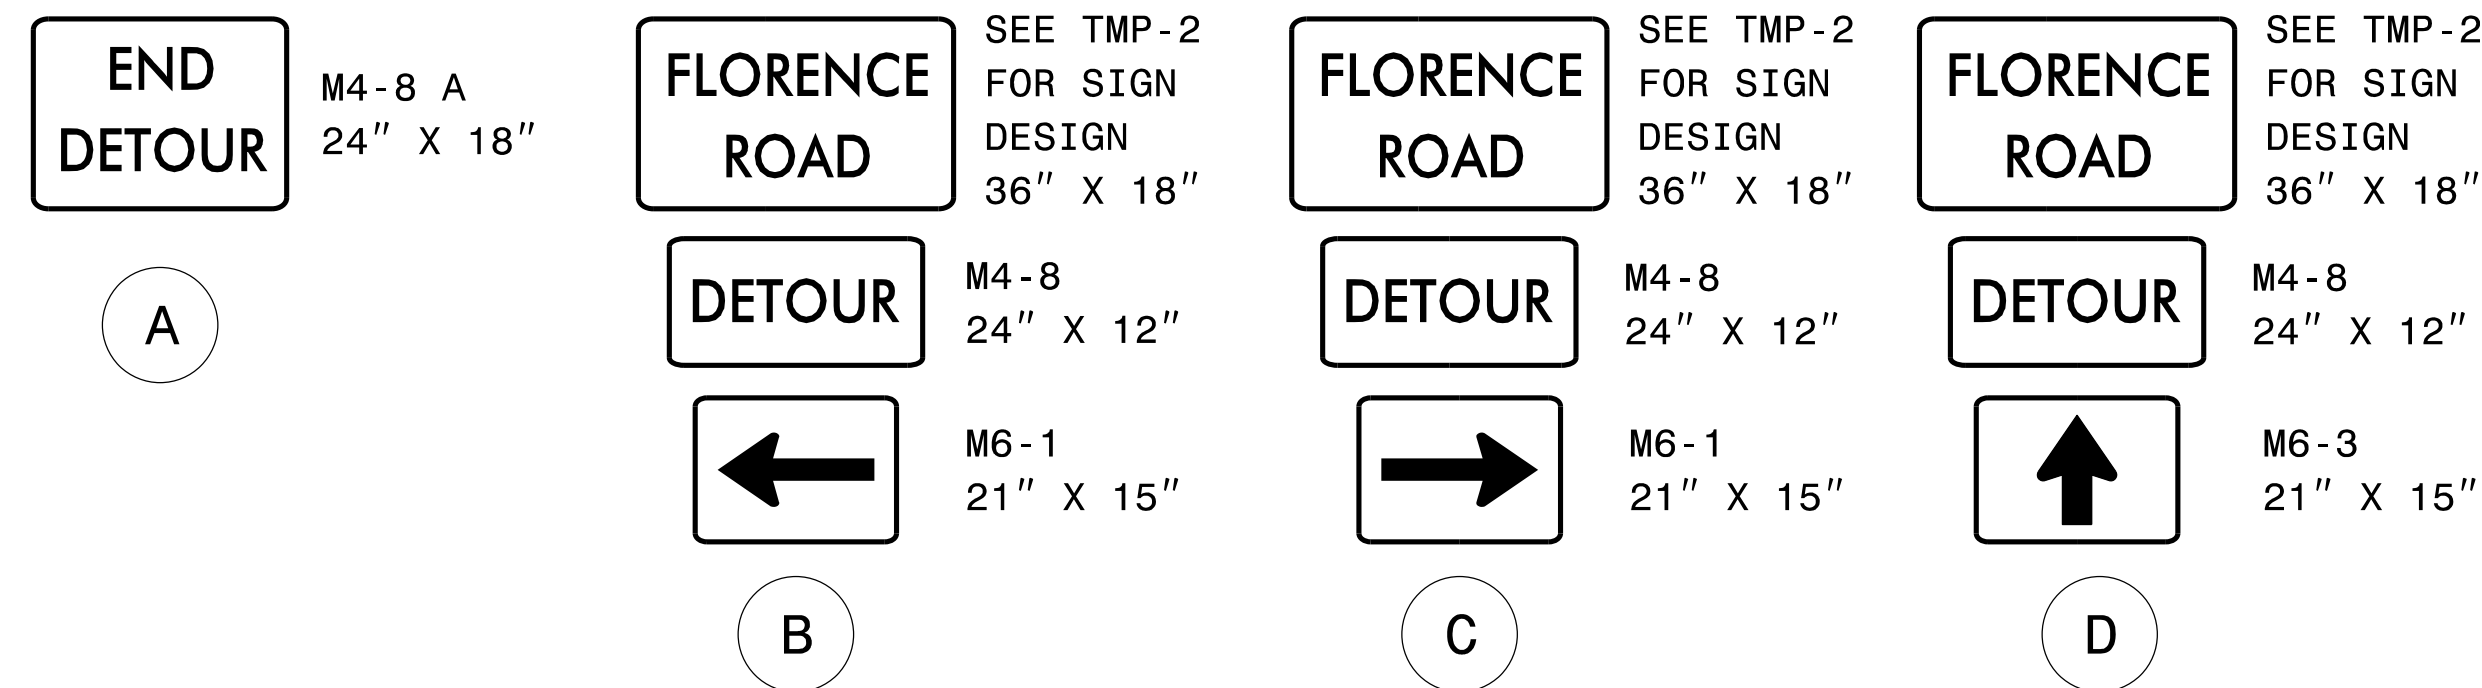 END
DETOUR
M4-8 A
24" X 18"
A
FLORENCE
ROAD
SEE TMP-2
FOR SIGN
DESIGN
36" X 18"
DETOUR
M4-8
24" X 12"
M6-1
21" X 15"
B
FLORENCE
ROAD
SEE TMP-2
FOR SIGN
DESIGN
36" X 18"
DETOUR
M4-8
24" X 12"
M6-1
21" X 15"
C
FLORENCE
ROAD
SEE TMP-2
FOR SIGN
DESIGN
36" X 18"
DETOUR
M4-8
24" X 12"
M6-3
21" X 15"
D